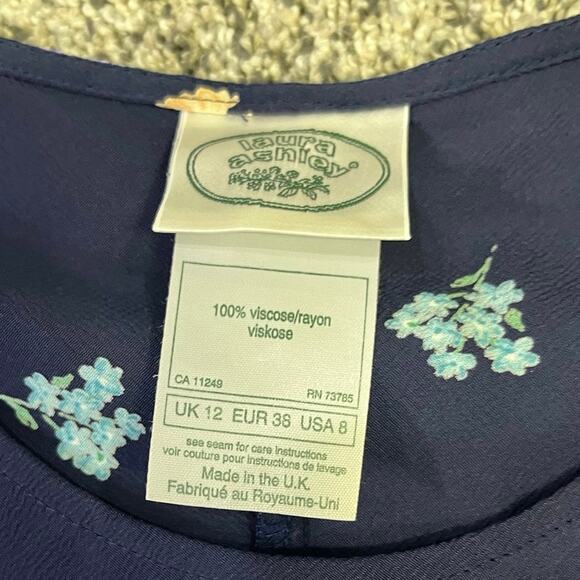 laura
ashley®
100% viscose/rayon
viskose
CA 11249 RN 73785
UK 12 EUR 38 USA 8
see seam for care instructions
voir couture pour instructions de lavage
Made in the U.K.
Fabriqué au Royaume-Uni